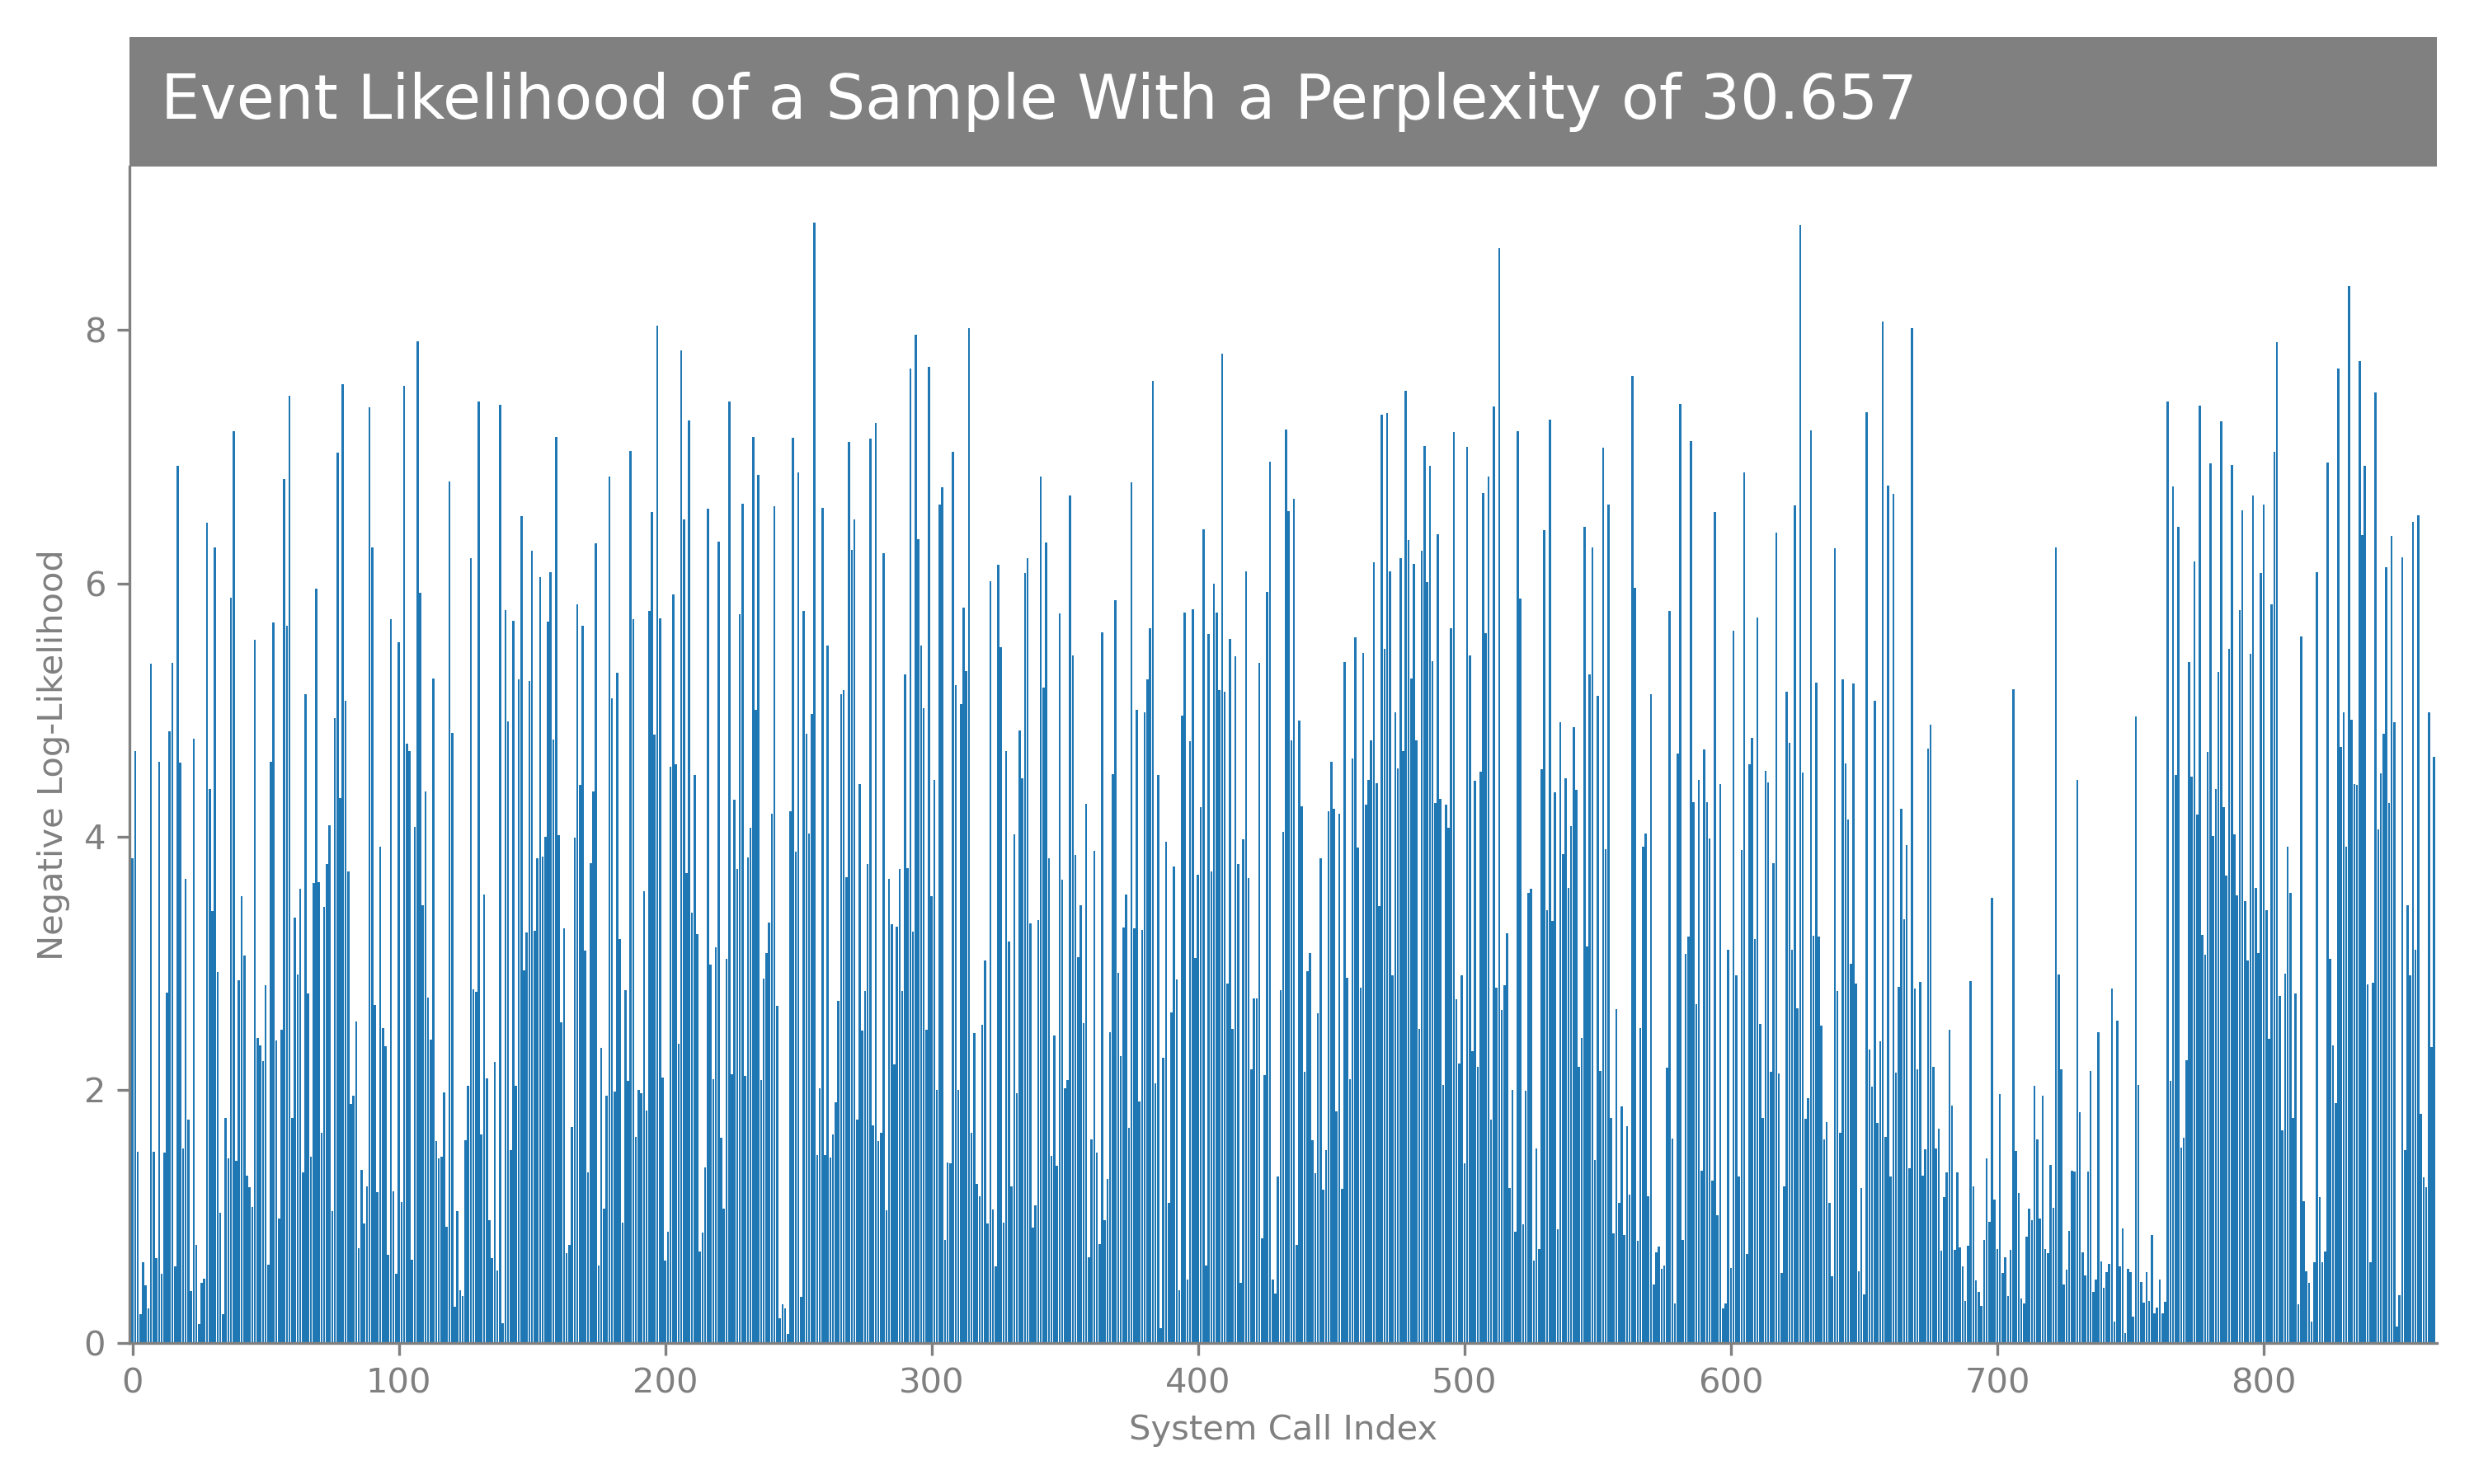 Event Likelihood of a Sample With a Perplexity of 30.657
Negative Log-Likelihood
8
6
4
2
0
0 100 200 300 400 500 600 700 800
System Call Index